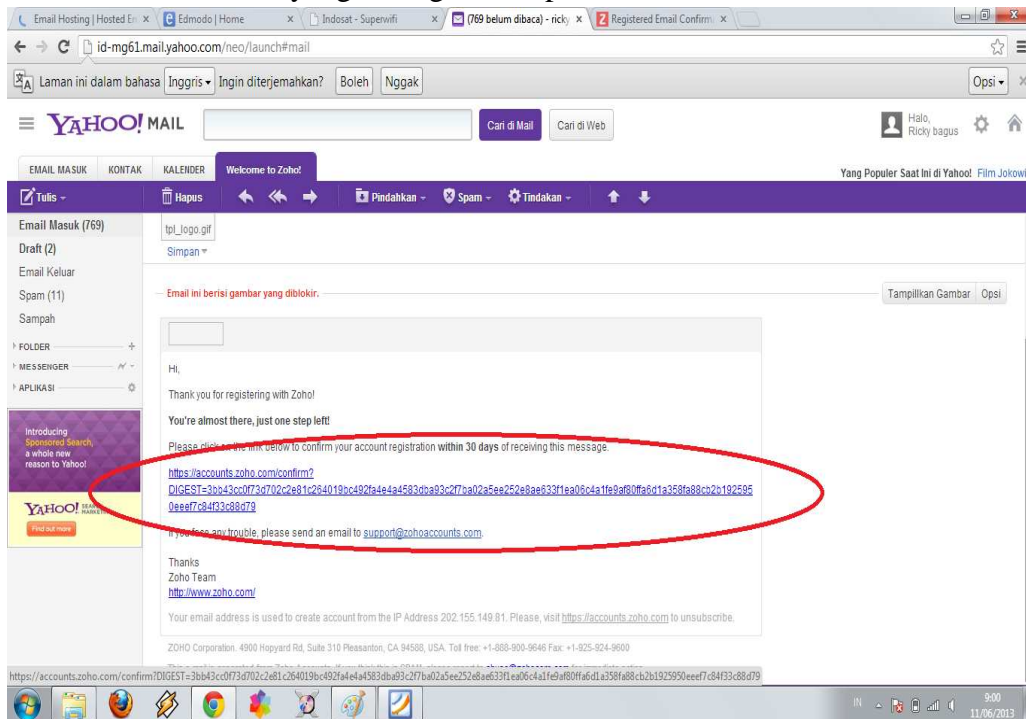 Email Hosting | Hosted En
Edmodo | Home
Indosat - Superwifi
(769 belum dibaca) - ricky
Registered Email Confirm
id-mg61.mail.yahoo.com/neo/launch#mail
Laman ini dalam bahasa Inggris Ingin diterjemahkan? Boleh Nggak Opsi
YAHOO! MAIL Cari di Mail Cari di Web Halo, Ricky bagus
EMAIL MASUK KONTAK KALENDER Welcome to Zoho! Yang Populer Saat Ini di Yahoo! Film Jokowi
Tulis Hapus Pindahkan Spam Tindakan
Email Masuk (769)
Draft (2)
Email Keluar
Spam (11)
Sampah
FOLDER
MESSENGER
APLIKASI
Introducing
Sponsored Search,
a whole new
reason to Yahoo!
YAHOO!
Find out more
tpl_logo.gif
Simpan
Email ini berisi gambar yang diblokir. Tampilkan Gambar Opsi
Hi,
Thank you for registering with Zoho!
You're almost there, just one step left!
Please click on the link below to confirm your account registration within 30 days of receiving this message.
https://accounts.zoho.com/confirm?
DIGEST=3bb43cc0f73d702c2e81c264019bc492fa4e4a4583dba93c2f7ba02a5ee252e8ae633f1ea06c4a1fe9af80ffa6d1a358fa88cb2b192595
0eeef7c84f33c88d79
If you face any trouble, please send an email to support@zohoaccounts.com.
Thanks
Zoho Team
http://www.zoho.com/
Your email address is used to create account from the IP Address 202.155.149.81. Please, visit https://accounts.zoho.com to unsubscribe.
ZOHO Corporation. 4900 Hopyard Rd, Suite 310 Pleasanton, CA 94588, USA. Toll free: +1-888-900-9646 Fax: +1-925-924-9600
https://accounts.zoho.com/confirm?DIGEST=3bb43cc0f73d702c2e81c264019bc492fa4e4a4583dba93c2f7ba02a5ee252e8ae633f1ea06c4a1fe9af80ffa6d1a358fa88cb2b1925950eeef7c84f33c88d79
IN 9:00
11/06/2013